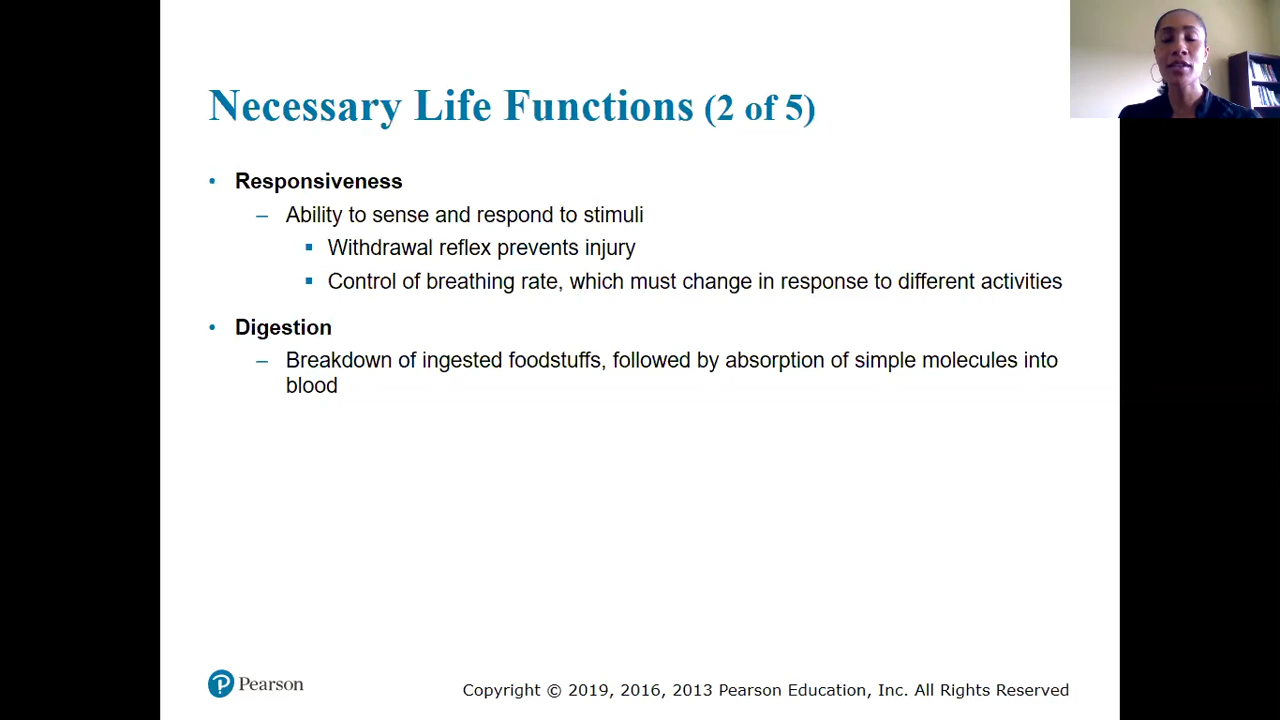 Necessary Life Functions (2 of 5)
• Responsiveness
– Ability to sense and respond to stimuli
▪ Withdrawal reflex prevents injury
▪ Control of breathing rate, which must change in response to different activities
• Digestion
– Breakdown of ingested foodstuffs, followed by absorption of simple molecules into
blood
P Pearson
Copyright © 2019, 2016, 2013 Pearson Education, Inc. All Rights Reserved